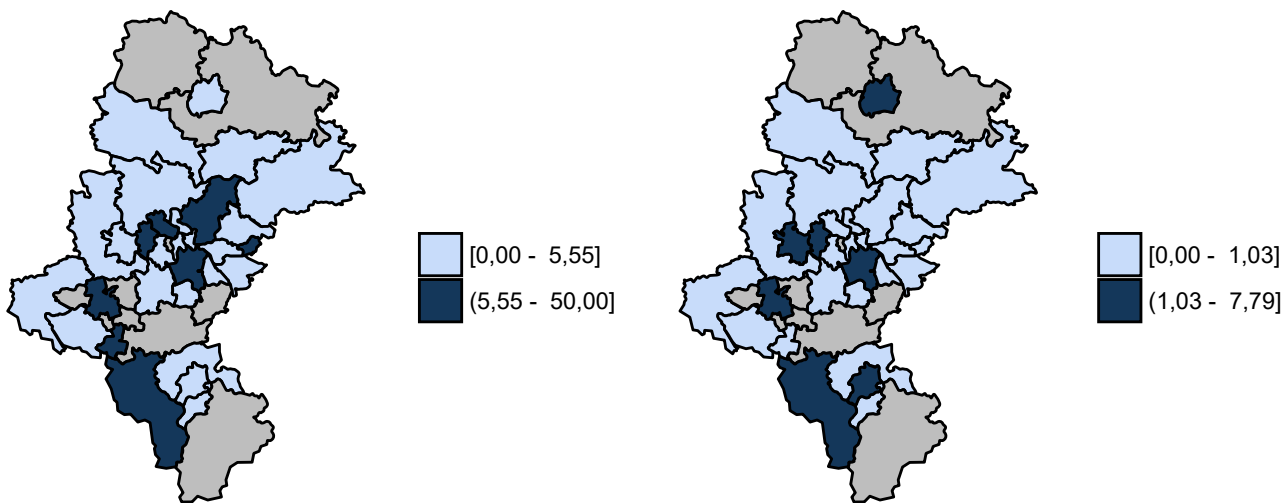 [0,00 - 5,55]
(5,55 - 50,00]
[0,00 - 1,03]
(1,03 - 7,79]